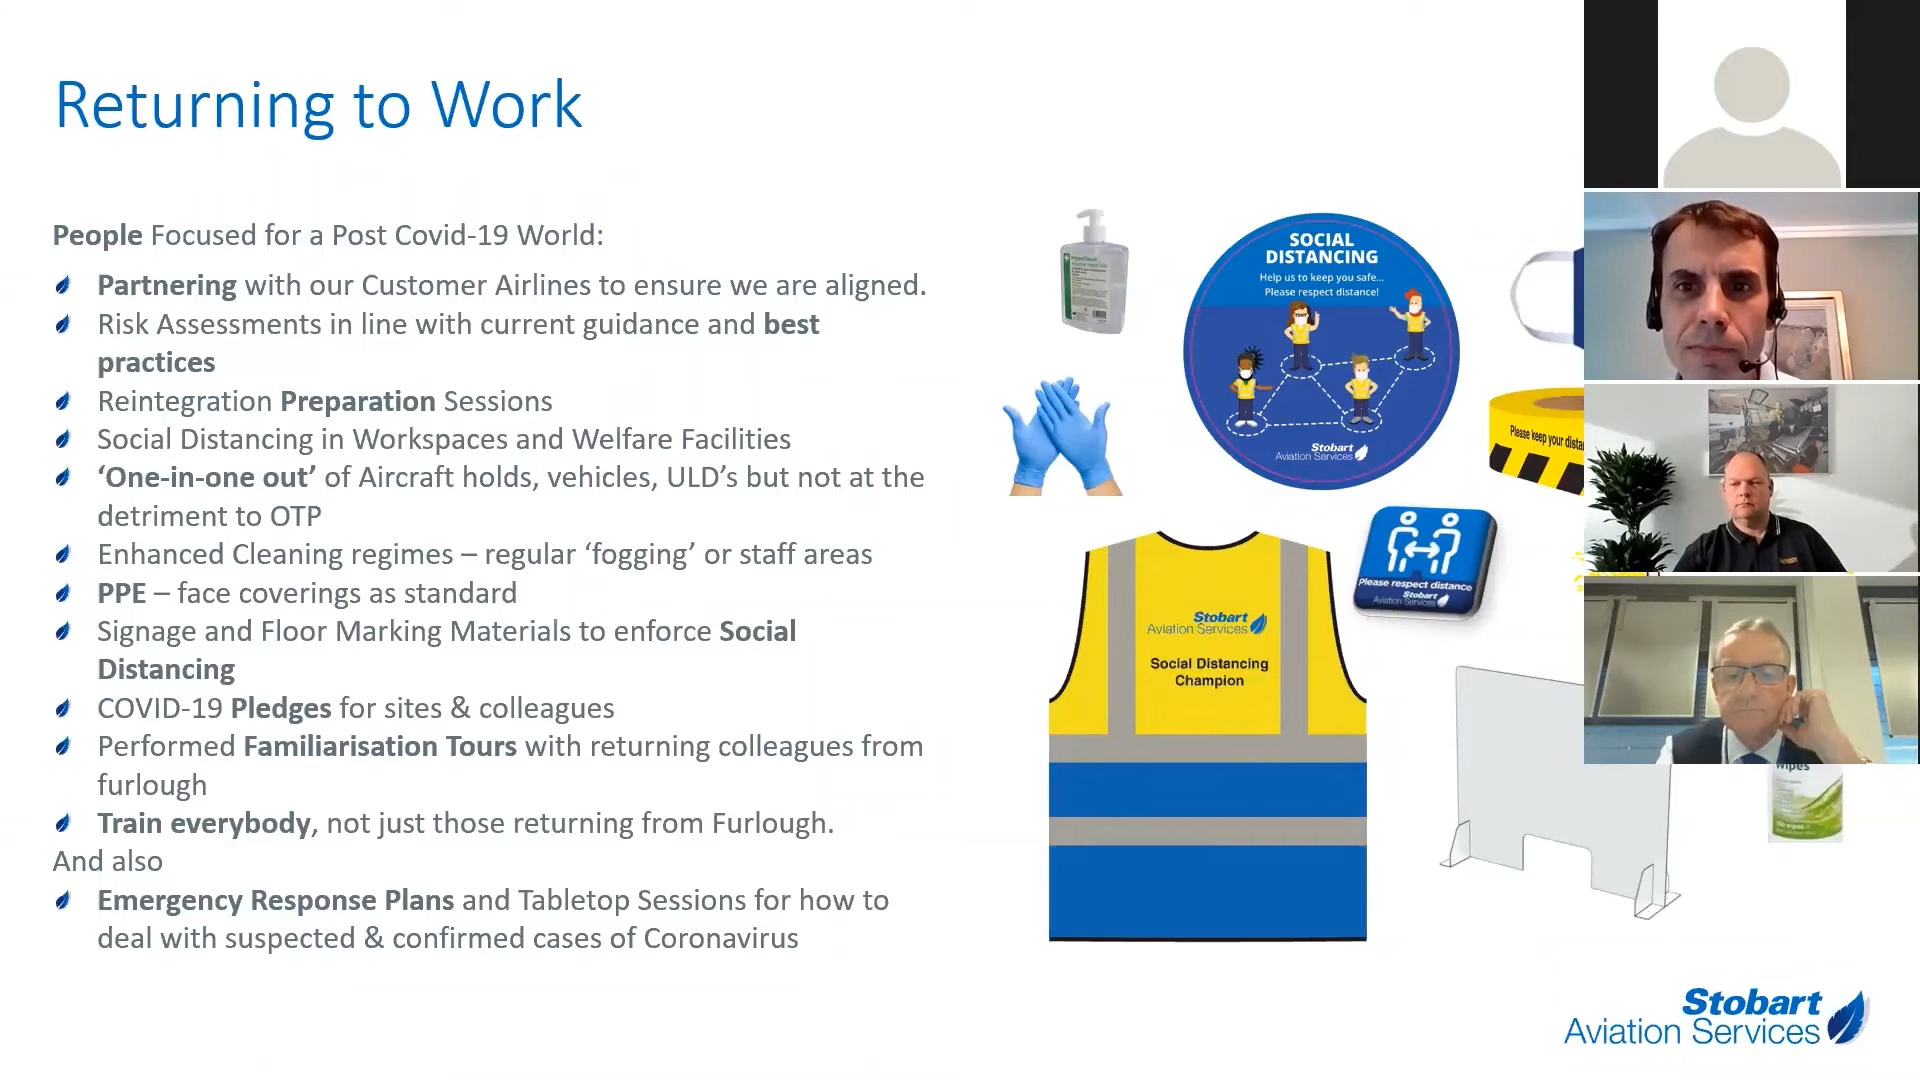 Returning to Work
People Focused for a Post Covid-19 World:
Partnering with our Customer Airlines to ensure we are aligned.
Risk Assessments in line with current guidance and best
practices
Reintegration Preparation Sessions
Social Distancing in Workspaces and Welfare Facilities
‘One-in-one out’ of Aircraft holds, vehicles, ULD’s but not at the
detriment to OTP
Enhanced Cleaning regimes – regular ‘fogging’ or staff areas
PPE – face coverings as standard
Signage and Floor Marking Materials to enforce Social
Distancing
COVID-19 Pledges for sites & colleagues
Performed Familiarisation Tours with returning colleagues from
furlough
Train everybody, not just those returning from Furlough.
And also
Emergency Response Plans and Tabletop Sessions for how to
deal with suspected & confirmed cases of Coronavirus
SOCIAL
DISTANCING
Help us to keep you safe...
Please respect distance!
Stobart
Aviation Services
Please keep your
Please respect distance
Stobart
Aviation Services
Stobart
Aviation Services
Social Distancing
Champion
wipes
Stobart
Aviation Services